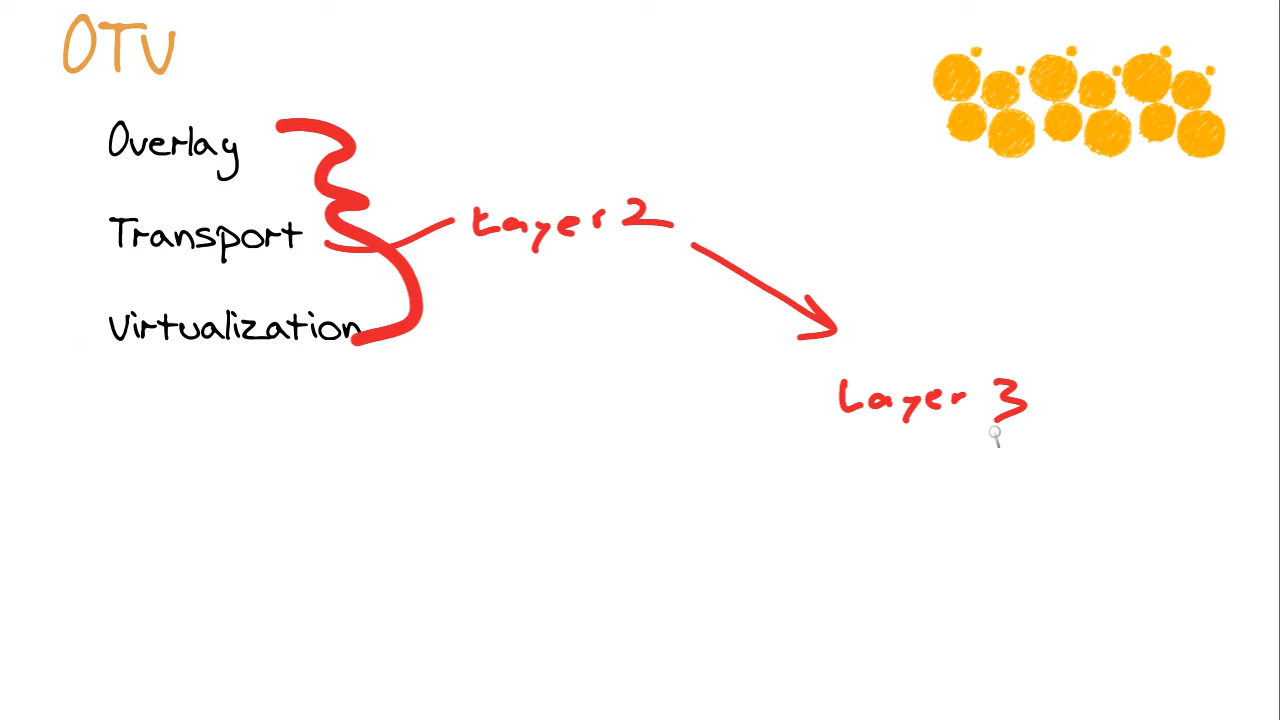 OTV
Overlay
Transport
Virtualization
Layer 2
Layer 3